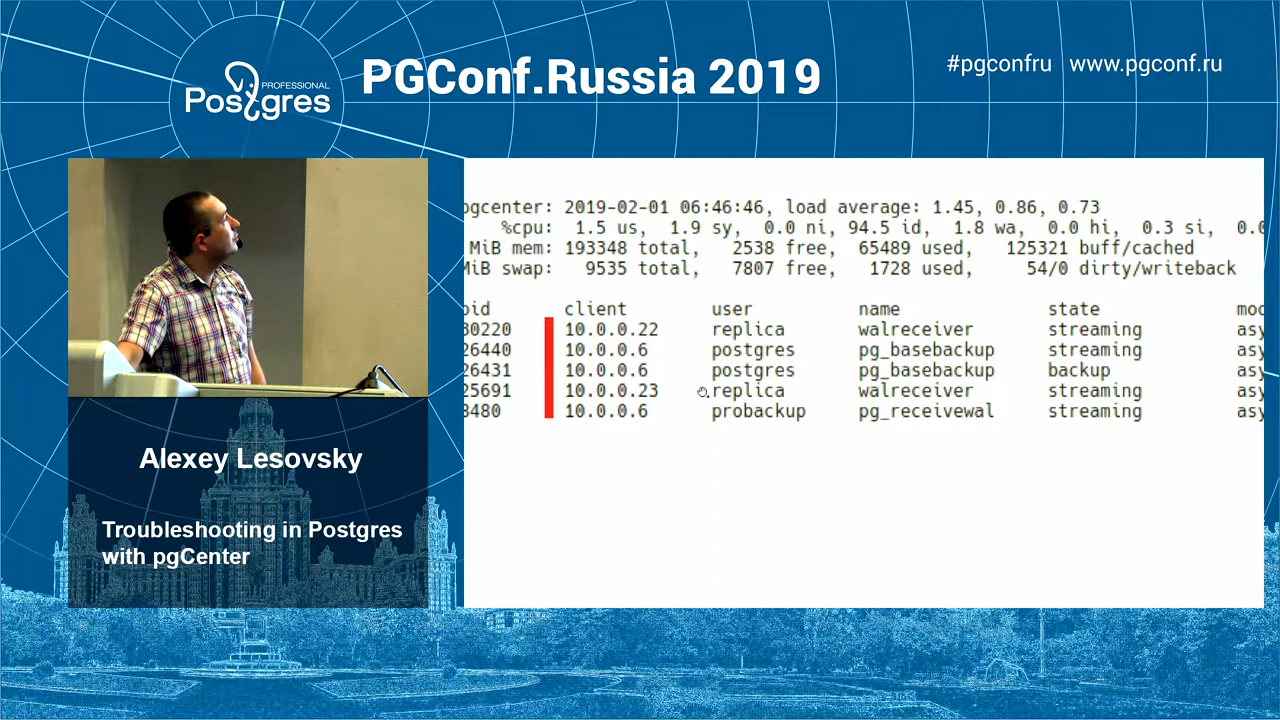 PROFESSIONAL
Postgres
PGConf.Russia 2019
#pgconfru www.pgconf.ru
pgcenter: 2019-02-01 06:46:46, load average: 1.45, 0.86, 0.73
%cpu: 1.5 us, 1.9 sy, 0.0 ni, 94.5 id, 1.8 wa, 0.0 hi, 0.3 si,
MiB mem: 193348 total, 2538 free, 65489 used, 125321 buff/cached
MiB swap: 9535 total, 7807 free, 1728 used, 54/0 dirty/writeback
pid client user name state
30220 10.0.0.22 replica walreceiver streaming
26440 10.0.0.6 postgres pg_basebackup streaming
26431 10.0.0.6 postgres pg_basebackup backup
25691 10.0.0.23 replica walreceiver streaming
10.0.0.6 probackup pg_receivewal streaming
Alexey Lesovsky
Troubleshooting in Postgres
with pgCenter